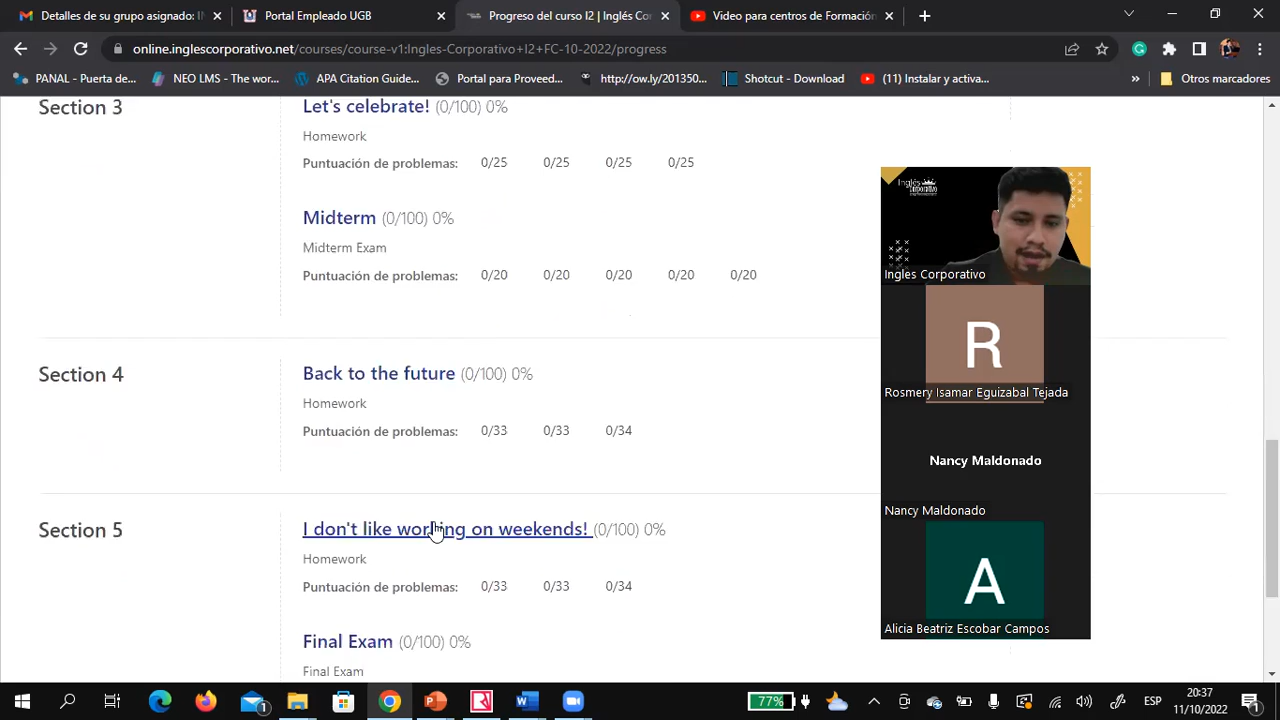 Detalles de su grupo asignado: I
Portal Empleado UGB
Progreso del curso I2 | Inglés Co
Video para centros de Formación
online.inglescorporativo.net/courses/course-v1:Ingles-Corporativo+I2+FC-10-2022/progress
PANAL - Puerta de...
NEO LMS - The wor...
APA Citation Guide...
Portal para Proveed...
http://ow.ly/201350...
Shotcut - Download
(11) Instalar y activa...
Otros marcadores
Section 3
Let's celebrate! (0/100) 0%
Homework
Puntuación de problemas: 0/25 0/25 0/25 0/25
Midterm (0/100) 0%
Midterm Exam
Puntuación de problemas: 0/20 0/20 0/20 0/20 0/20
Section 4
Back to the future (0/100) 0%
Homework
Puntuación de problemas: 0/33 0/33 0/34
Section 5
I don't like working on weekends! (0/100) 0%
Homework
Puntuación de problemas: 0/33 0/33 0/34
Final Exam (0/100) 0%
Final Exam
Inglés
Corporativo
Ingles Corporativo
R
Rosmery Isamar Eguizabal Tejada
Nancy Maldonado
Nancy Maldonado
A
Alicia Beatriz Escobar Campos
77%
ESP
20:37
11/10/2022